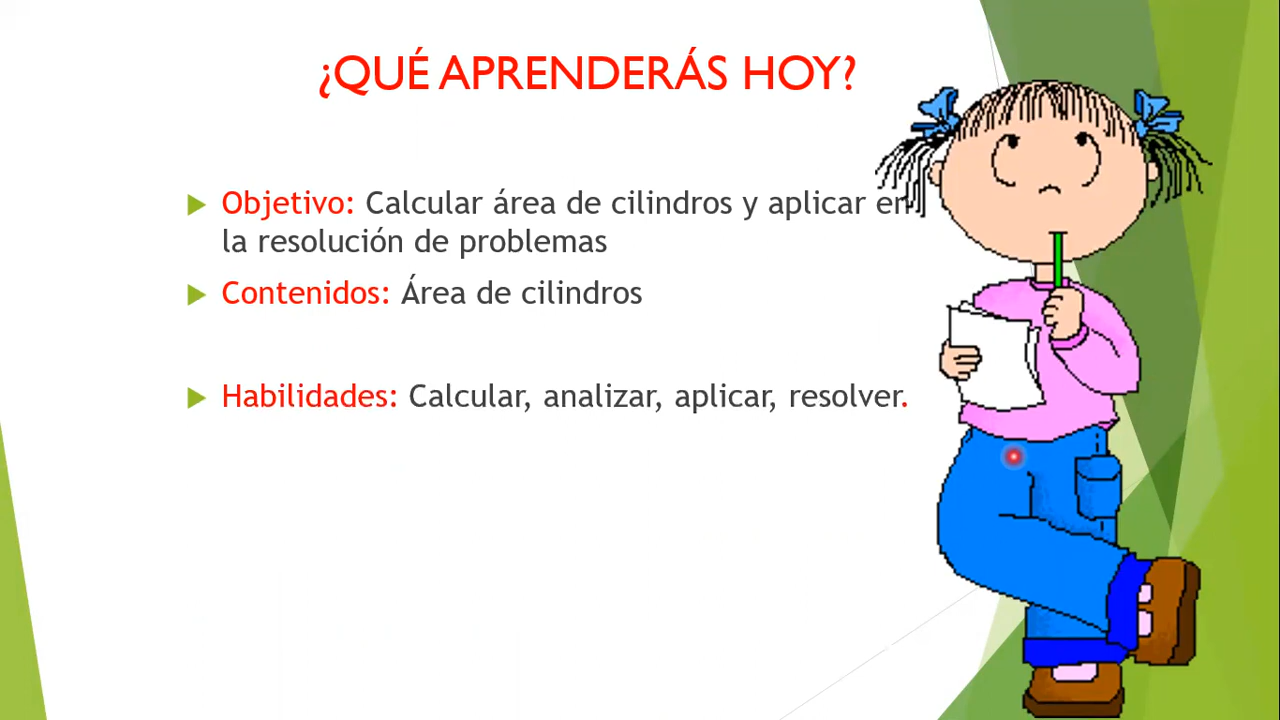 ¿QUÉ APRENDERÁS HOY?
Objetivo: Calcular área de cilindros y aplicar en
la resolución de problemas
Contenidos: Área de cilindros
Habilidades: Calcular, analizar, aplicar, resolver.